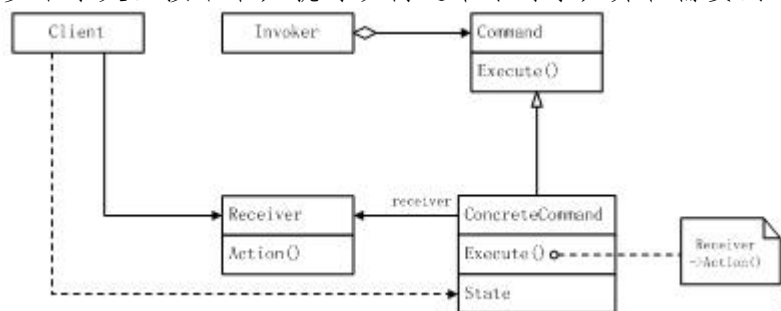 Client
Invoker
Command
Execute()
receiver
Receiver
Action()
ConcreteCommand
Execute()
State
Receiver
->Action()